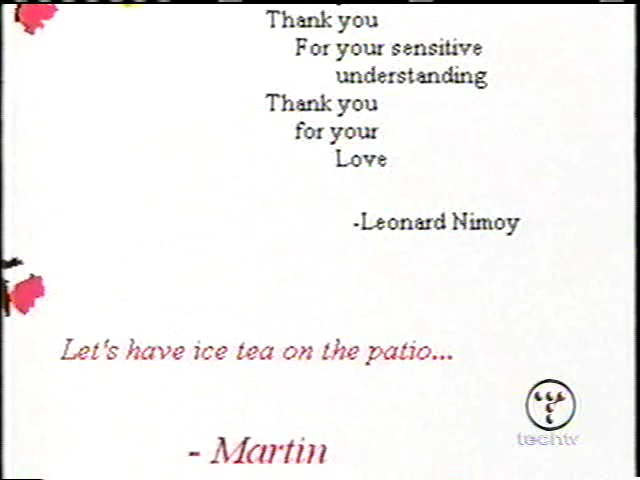 Thank you
For your sensitive
understanding
Thank you
for your
Love
-Leonard Nimoy
Let's have ice tea on the patio...
- Martin
techtv